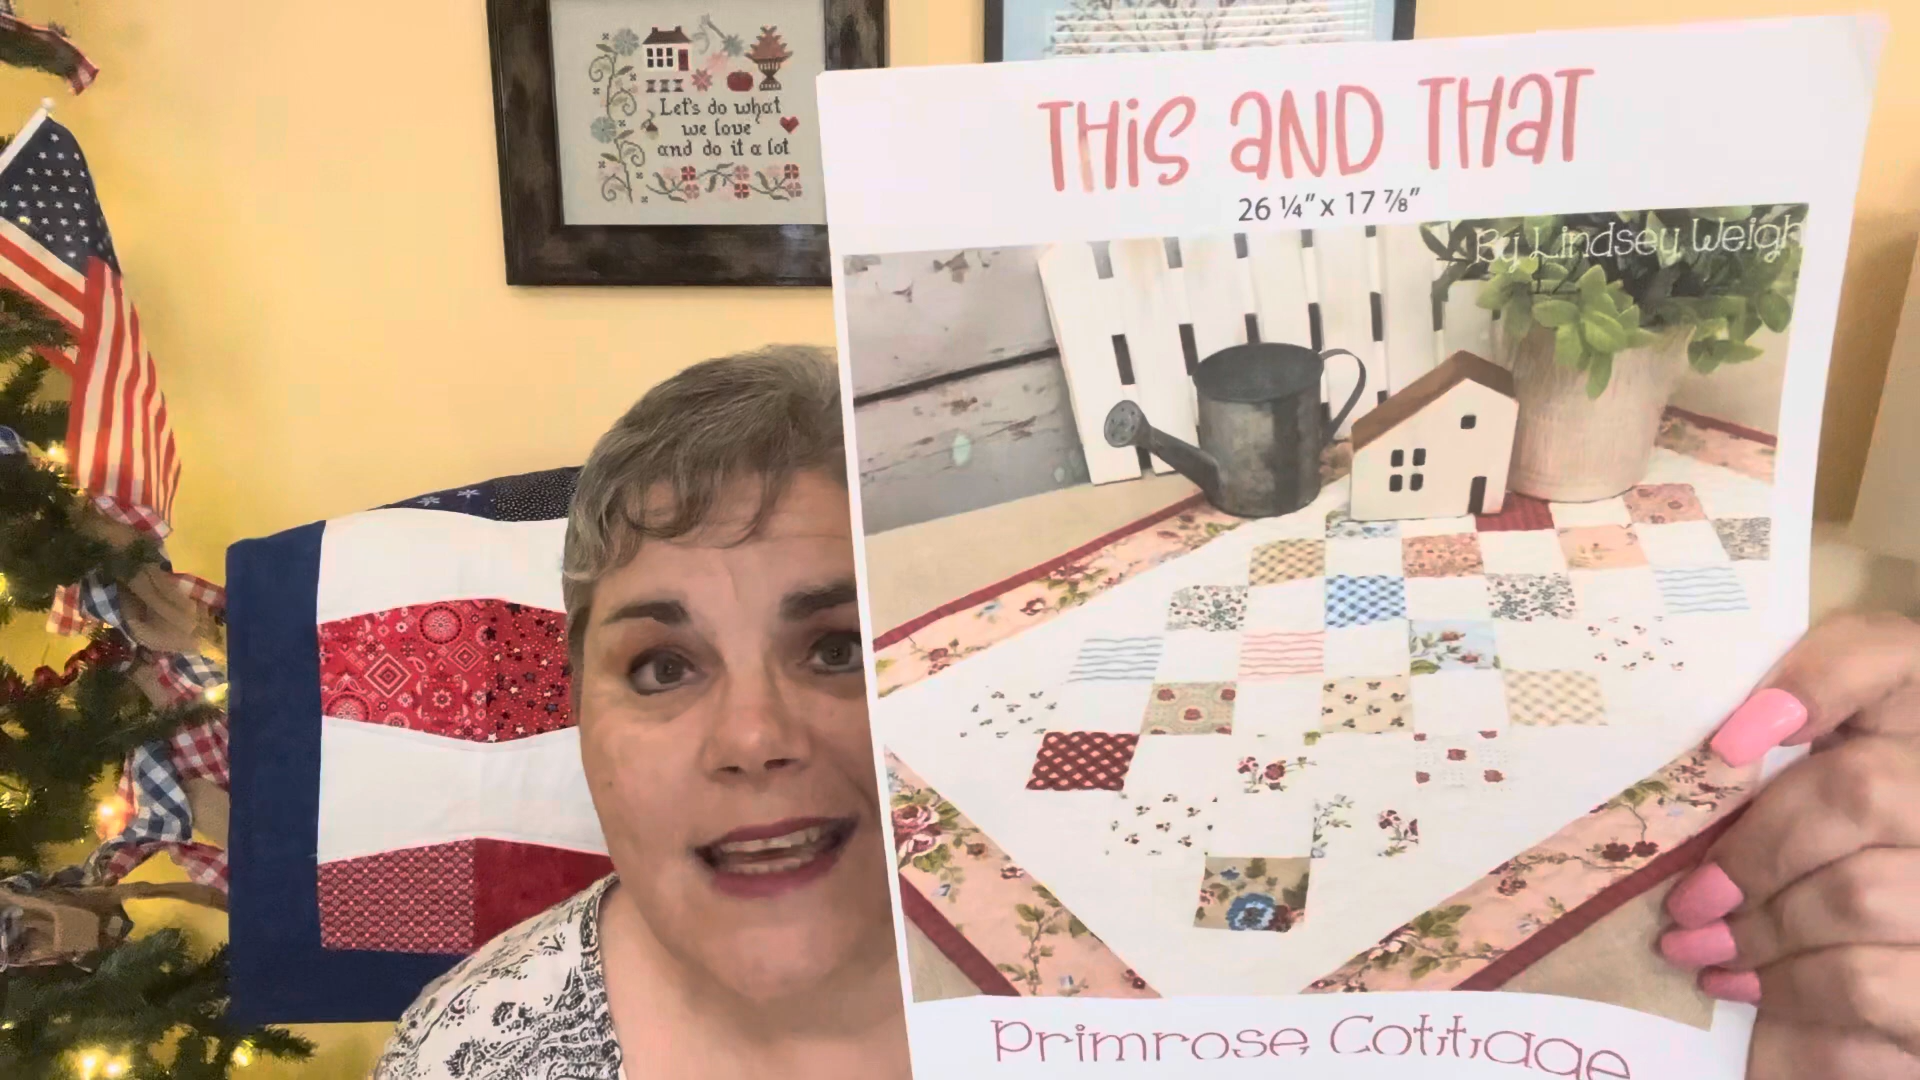 Let's do what
we love
and do it a lot
THis aND THaT
26 ¼" x 17 ⅞"
By Lindsey Weigh
Primrose Cottage